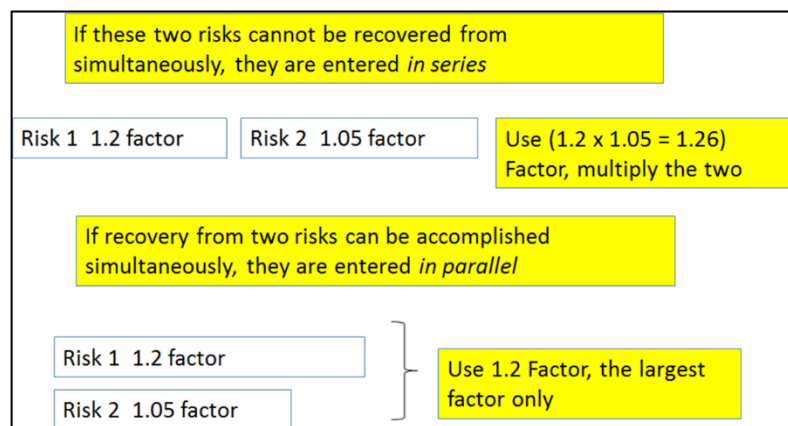 If these two risks cannot be recovered from
simultaneously, they are entered in series
Risk 1 1.2 factor
Risk 2 1.05 factor
Use (1.2 x 1.05 = 1.26)
Factor, multiply the two
If recovery from two risks can be accomplished
simultaneously, they are entered in parallel
Risk 1 1.2 factor
Risk 2 1.05 factor
Use 1.2 Factor, the largest
factor only